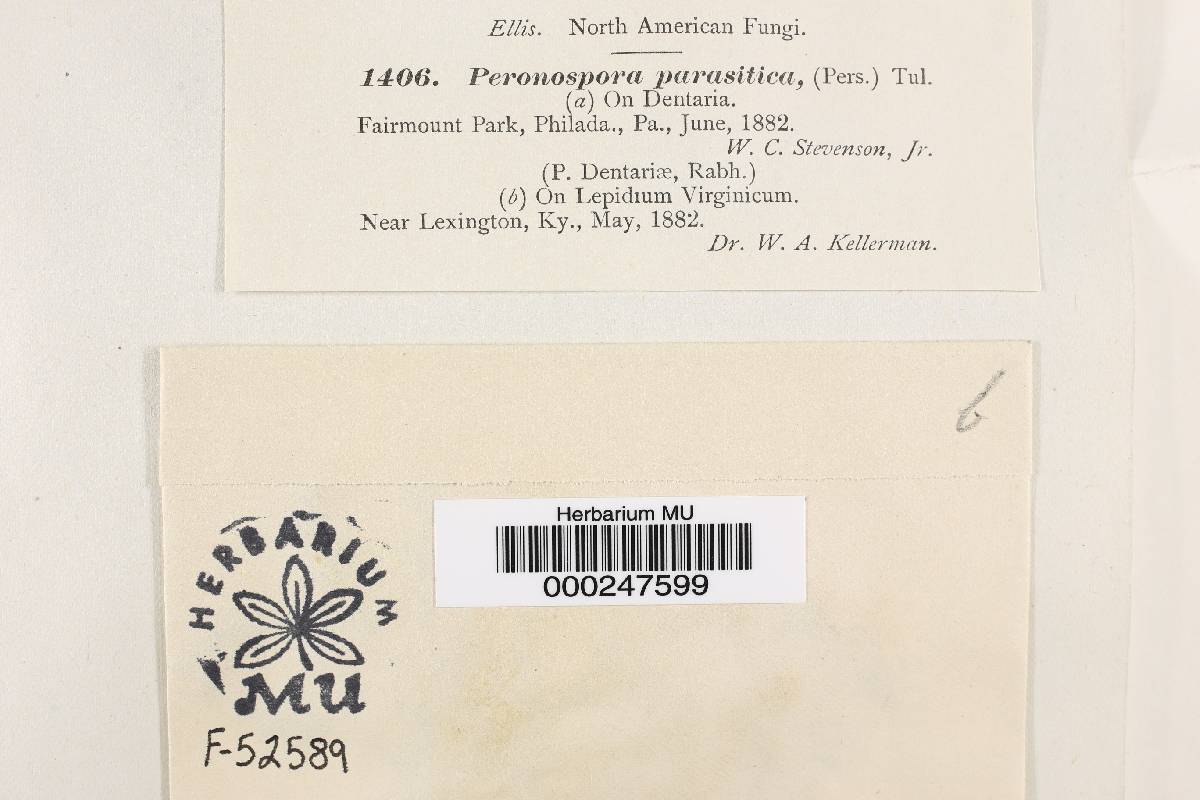 Ellis. North American Fungi.
1406. Peronospora parasitica, (Pers.) Tul.
(a) On Dentaria.
Fairmount Park, Philada., Pa., June, 1882.
W. C. Stevenson, Jr.
(P. Dentariæ, Rabh.)
(b) On Lepidium Virginicum.
Near Lexington, Ky., May, 1882.
Dr. W. A. Kellerman.
b
Herbarium MU
000247599
HERBARIUM
MU
F-52589